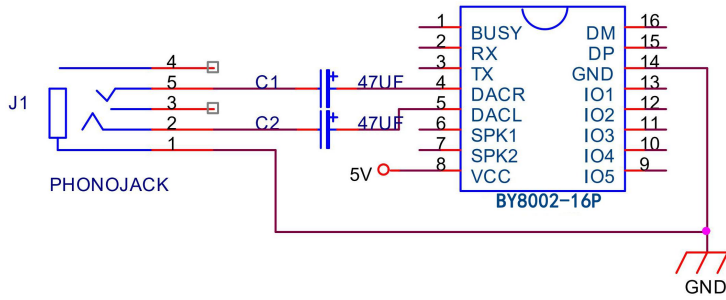 J1
4
5
3
2
1
PHONOJACK
C1
47UF
C2
47UF
5V
1 BUSY DM 16
2 RX DP 15
3 TX GND 14
4 DACR IO1 13
5 DACL IO2 12
6 SPK1 IO3 11
7 SPK2 IO4 10
8 VCC IO5 9
BY8002-16P
GND